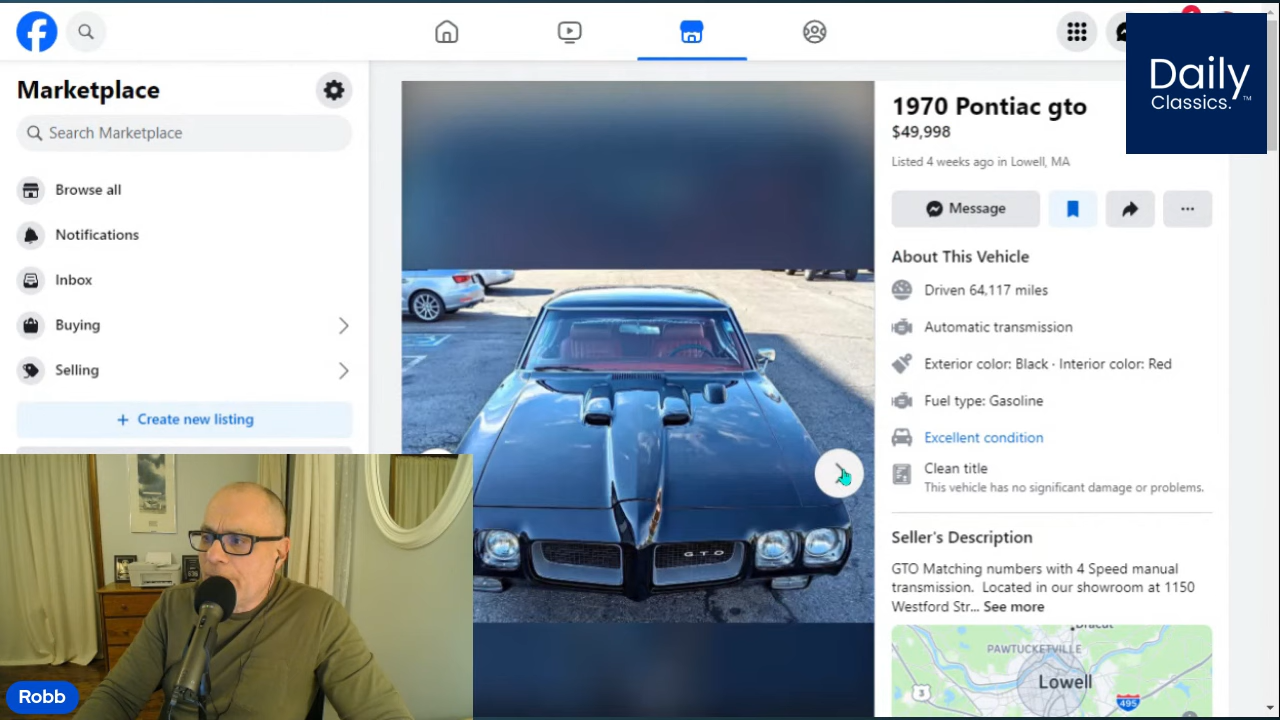 Daily
Classics.™
Marketplace
Search Marketplace
Browse all
Notifications
Inbox
Buying
Selling
+ Create new listing
Robb
GTO
1970 Pontiac gto
$49,998
Listed 4 weeks ago in Lowell, MA
Message
About This Vehicle
Driven 64,117 miles
Automatic transmission
Exterior color: Black · Interior color: Red
Fuel type: Gasoline
Excellent condition
Clean title
This vehicle has no significant damage or problems.
Seller's Description
GTO Matching numbers with 4 Speed manual
transmission. Located in our showroom at 1150
Westford Str... See more
PAWTUCKETVILLE
Lowell
3
495